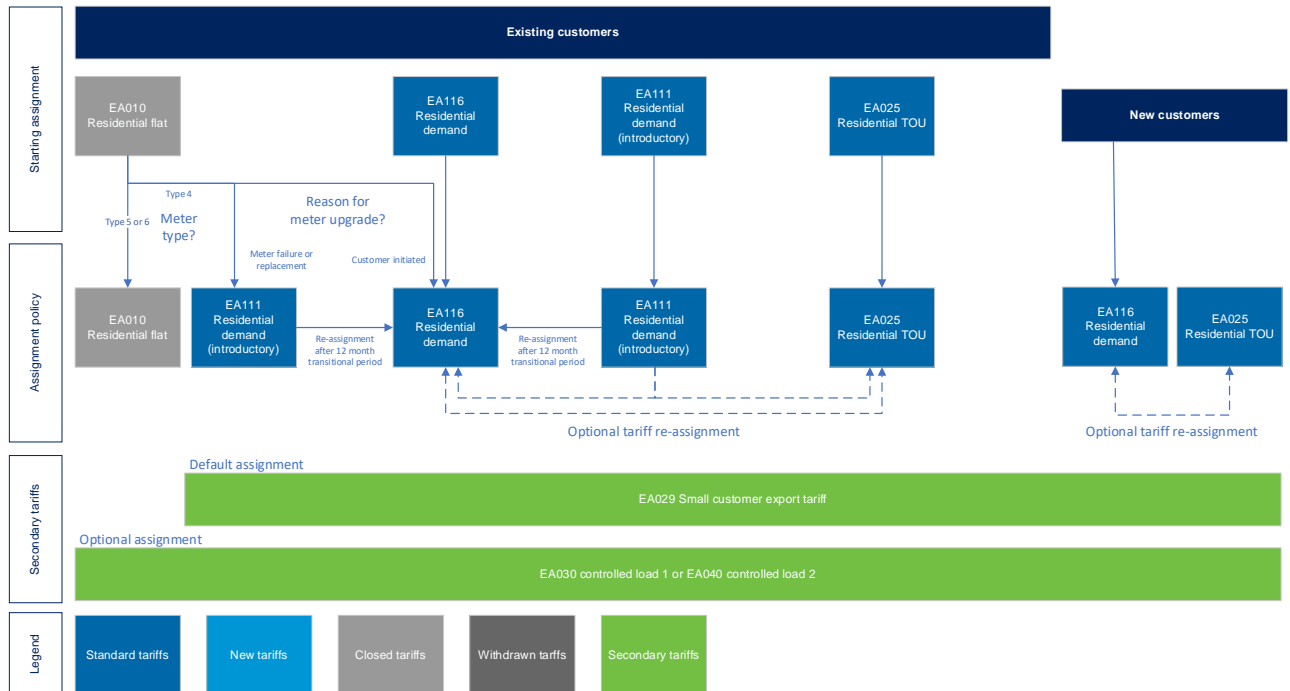 Starting assignment
Existing customers
New customers
EA010
Residential flat
EA116
Residential
demand
EA111
Residential
demand
(introductory)
EA025
Residential TOU
Type 4
Type 5 or 6
Meter
type?
Reason for
meter upgrade?
Meter failure or
replacement
Customer initiated
Assignment policy
EA010
Residential flat
EA111
Residential
demand
(introductory)
Re-assignment
after 12 month
transitional period
EA116
Residential
demand
Re-assignment
after 12 month
transitional period
EA111
Residential
demand
(introductory)
EA025
Residential TOU
EA116
Residential
demand
EA025
Residential TOU
Optional tariff re-assignment
Optional tariff re-assignment
Secondary tariffs
Default assignment
EA029 Small customer export tariff
Optional assignment
EA030 controlled load 1 or EA040 controlled load 2
Legend
Standard tariffs
New tariffs
Closed tariffs
Withdrawn tarffs
Secondary tariffs